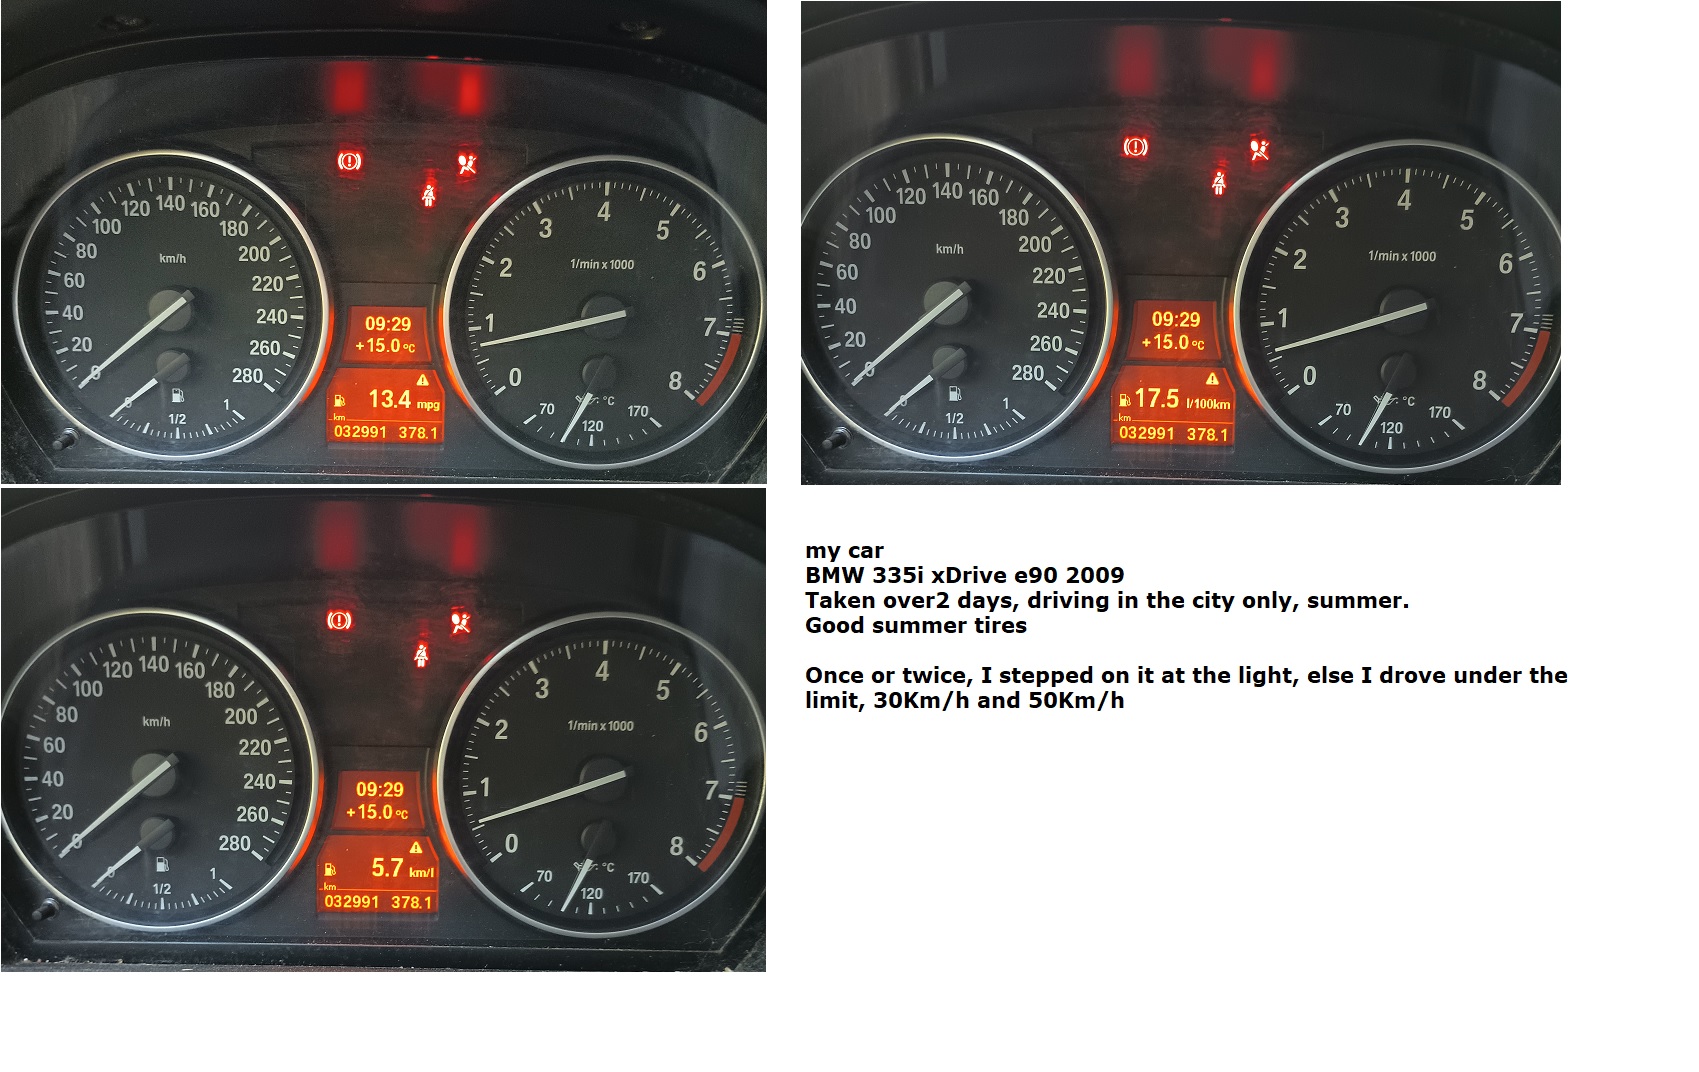 120 140 160
100 180
80 200
60 km/h 220
40 240
20 260
0 280
1/2 1
4
3 5
2 1/min x 1000 6
1 7
0 8
70 °C 170
120
09:29
+15.0 °C
13.4 mpg
km
032991 378.1
120 140 160
100 180
80 200
60 km/h 220
40 240
20 260
0 280
1/2 1
4
3 5
2 1/min x 1000 6
1 7
0 8
70 °C 170
120
09:29
+15.0 °C
17.5 l/100km
km
032991 378.1
120 140 160
100 180
80 200
60 km/h 220
40 240
20 260
0 280
1/2 1
4
3 5
2 1/min x 1000 6
1 7
0 8
70 °C 170
120
09:29
+15.0 °C
5.7 km/l
km
032991 378.1
my car
BMW 335i xDrive e90 2009
Taken over2 days, driving in the city only, summer.
Good summer tires
Once or twice, I stepped on it at the light, else I drove under the
limit, 30Km/h and 50Km/h